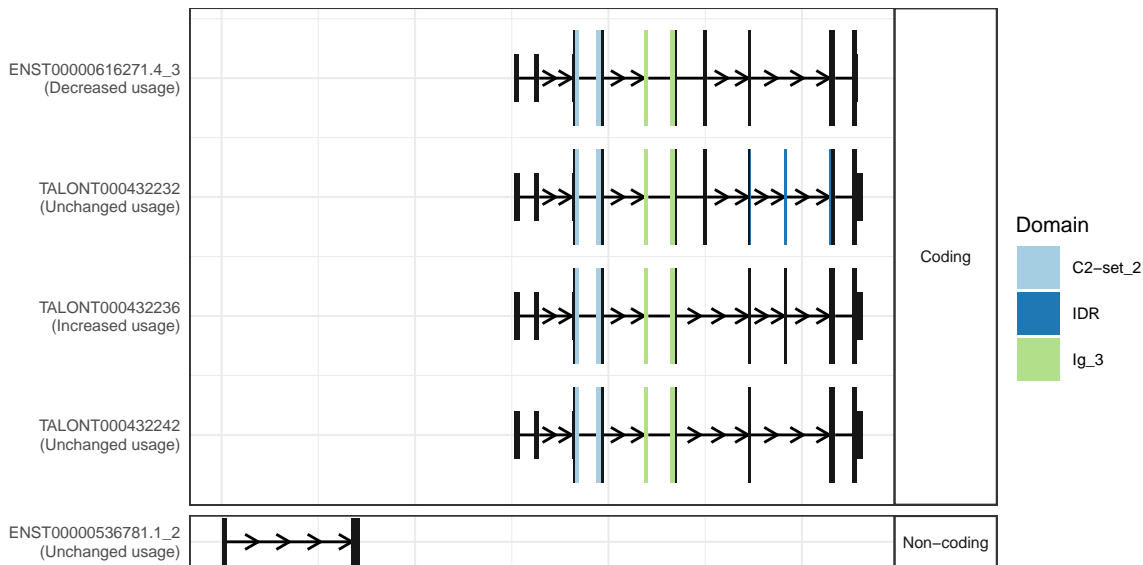 ENST00000616271.4_3
(Decreased usage)
TALONT000432232
(Unchanged usage)
TALONT000432236
(Increased usage)
TALONT000432242
(Unchanged usage)
ENST00000536781.1_2
(Unchanged usage)
Coding
Non−coding
Domain
C2−set_2
IDR
Ig_3